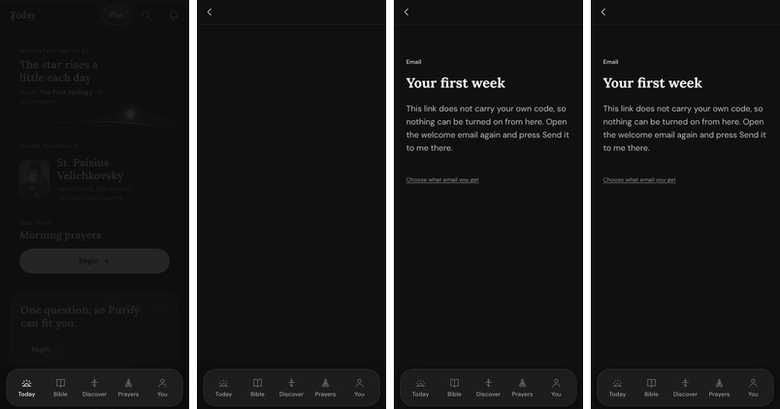 Today
Plus
The star rises a
little each day
The First Apology
St. Paisius
Velichkovsky
Morning prayers
Begin →
One question, so Purify
can fit you.
Begin
Today Bible Discover Prayers You
Today Bible Discover Prayers You
Email
Your first week
This link does not carry your own code, so
nothing can be turned on from here. Open
the welcome email again and press Send it
to me there.
Choose what email you get
Today Bible Discover Prayers You
Email
Your first week
This link does not carry your own code, so
nothing can be turned on from here. Open
the welcome email again and press Send it
to me there.
Choose what email you get
Today Bible Discover Prayers You